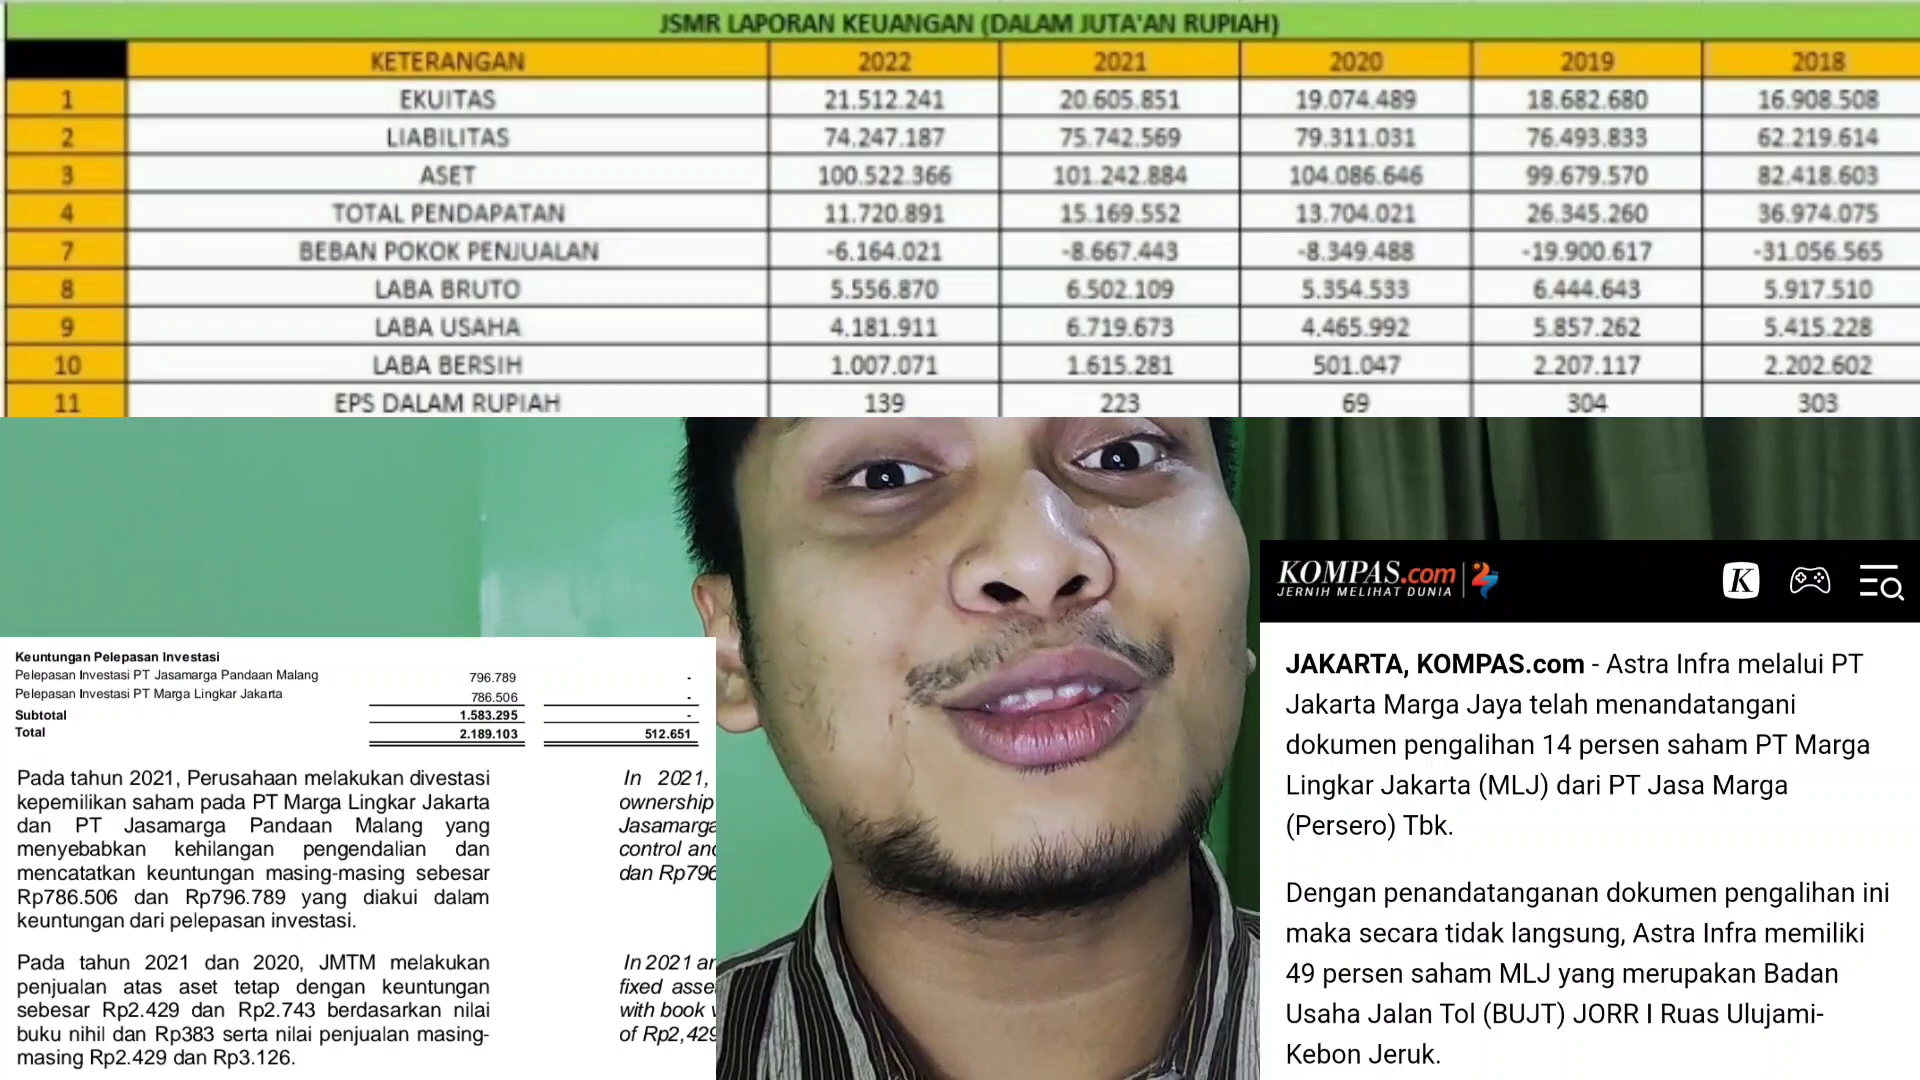 JSMR LAPORAN KEUANGAN (DALAM JUTA'AN RUPIAH)
KETERANGAN 2022 2021 2020 2019 2018
1 EKUITAS 21.512.241 20.605.851 19.074.489 18.682.680 16.908.508
2 LIABILITAS 74.247.187 75.742.569 79.311.031 76.493.833 62.219.614
3 ASET 100.522.366 101.242.884 104.086.646 99.679.570 82.418.603
4 TOTAL PENDAPATAN 11.720.891 15.169.552 13.704.021 26.345.260 36.974.075
7 BEBAN POKOK PENJUALAN -6.164.021 -8.667.443 -8.349.488 -19.900.617 -31.056.565
8 LABA BRUTO 5.556.870 6.502.109 5.354.533 6.444.643 5.917.510
9 LABA USAHA 4.181.911 6.719.673 4.465.992 5.857.262 5.415.228
10 LABA BERSIH 1.007.071 1.615.281 501.047 2.207.117 2.202.602
11 EPS DALAM RUPIAH 139 223 69 304 303
Keuntungan Pelepasan Investasi
Pelepasan Investasi PT Jasamarga Pandaan Malang 796.789 -
Pelepasan Investasi PT Marga Lingkar Jakarta 786.506 -
Subtotal 1.583.295 -
Total 2.189.103 512.651
Pada tahun 2021, Perusahaan melakukan divestasi
kepemilikan saham pada PT Marga Lingkar Jakarta
dan PT Jasamarga Pandaan Malang yang
menyebabkan kehilangan pengendalian dan
mencatatkan keuntungan masing-masing sebesar
Rp786.506 dan Rp796.789 yang diakui dalam
keuntungan dari pelepasan investasi.
Pada tahun 2021 dan 2020, JMTM melakukan
penjualan atas aset tetap dengan keuntungan
sebesar Rp2.429 dan Rp2.743 berdasarkan nilai
buku nihil dan Rp383 serta nilai penjualan masing-
masing Rp2.429 dan Rp3.126.
In 2021,
ownership
Jasamarga
control and
dan Rp796
In 2021 an
fixed asse
with book v
of Rp2,429
KOMPAS.com
JERNIH MELIHAT DUNIA
K
JAKARTA, KOMPAS.com - Astra Infra melalui PT
Jakarta Marga Jaya telah menandatangani
dokumen pengalihan 14 persen saham PT Marga
Lingkar Jakarta (MLJ) dari PT Jasa Marga
(Persero) Tbk.
Dengan penandatanganan dokumen pengalihan ini
maka secara tidak langsung, Astra Infra memiliki
49 persen saham MLJ yang merupakan Badan
Usaha Jalan Tol (BUJT) JORR I Ruas Ulujami-
Kebon Jeruk.